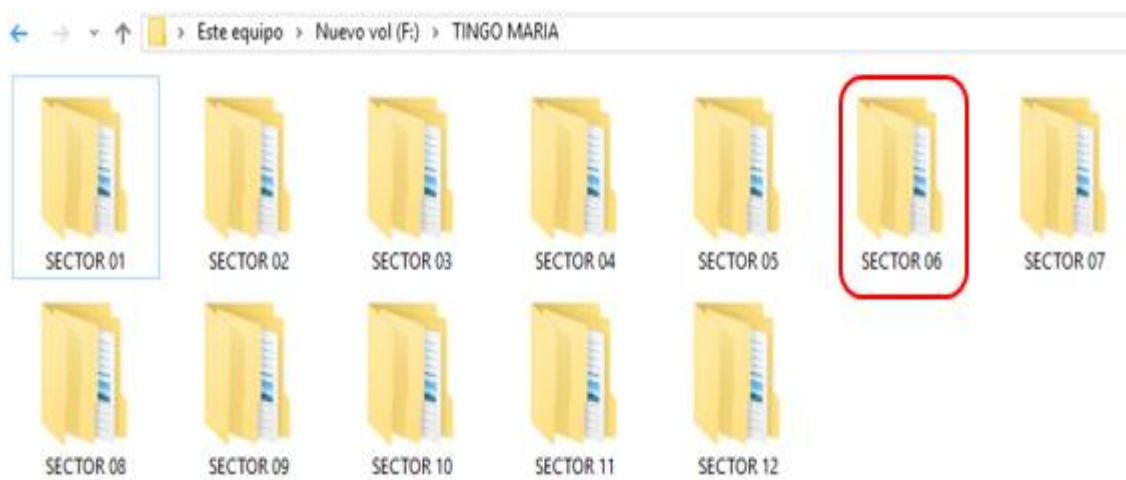 Este equipo > Nuevo vol (F:) > TINGO MARIA
SECTOR 01 SECTOR 02 SECTOR 03 SECTOR 04 SECTOR 05 SECTOR 06 SECTOR 07
SECTOR 08 SECTOR 09 SECTOR 10 SECTOR 11 SECTOR 12